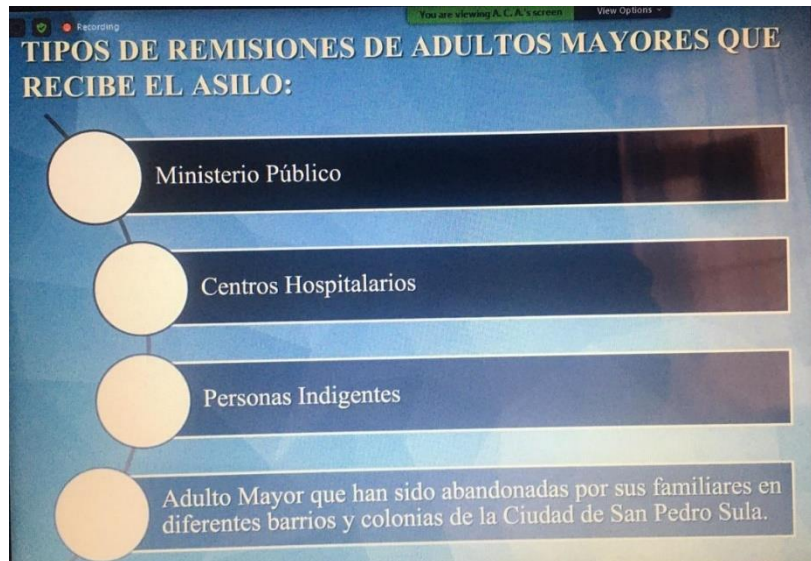 Recording
You are viewing A. C. A.'s screen
View Options
TIPOS DE REMISIONES DE ADULTOS MAYORES QUE
RECIBE EL ASILO:
Ministerio Público
Centros Hospitalarios
Personas Indigentes
Adulto Mayor que han sido abandonadas por sus familiares en
diferentes barrios y colonias de la Ciudad de San Pedro Sula.